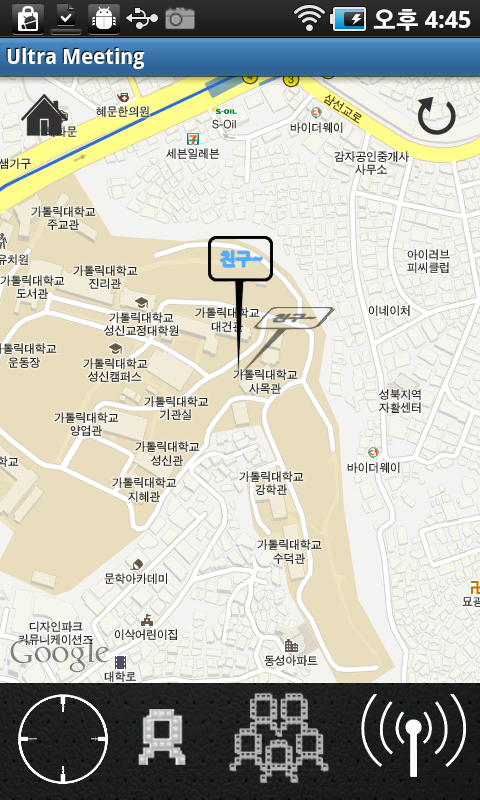 오후 4:45
Ultra Meeting
4
3
혜문한의원
S-OIL
S-Oil
바이더웨이
삼선교로
세븐일레븐
샘가구
감자공인중개사
사무소
가톨릭대학교
주교관
유치원
가톨릭대학교
도서관
가톨릭대학교
진리관
친구~
아이러브
피씨클럽
가톨릭대학교
성신교정대학원
가톨릭대학교
대건관
친구~
이네이처
가톨릭대학교
운동장
가톨릭대학교
성신캠퍼스
가톨릭대학교
사목관
가톨릭대학교
기관실
성북지역
자활센터
가톨릭대학교
양업관
가톨릭대학교
성신관
바이더웨이
가톨릭대학교
지혜관
가톨릭대학교
강학관
가톨릭대학교
수덕관
문학아카데미
묘광
디자인파크
커뮤니케이션즈
이삭어린이집
동성아파트
Google
대학로